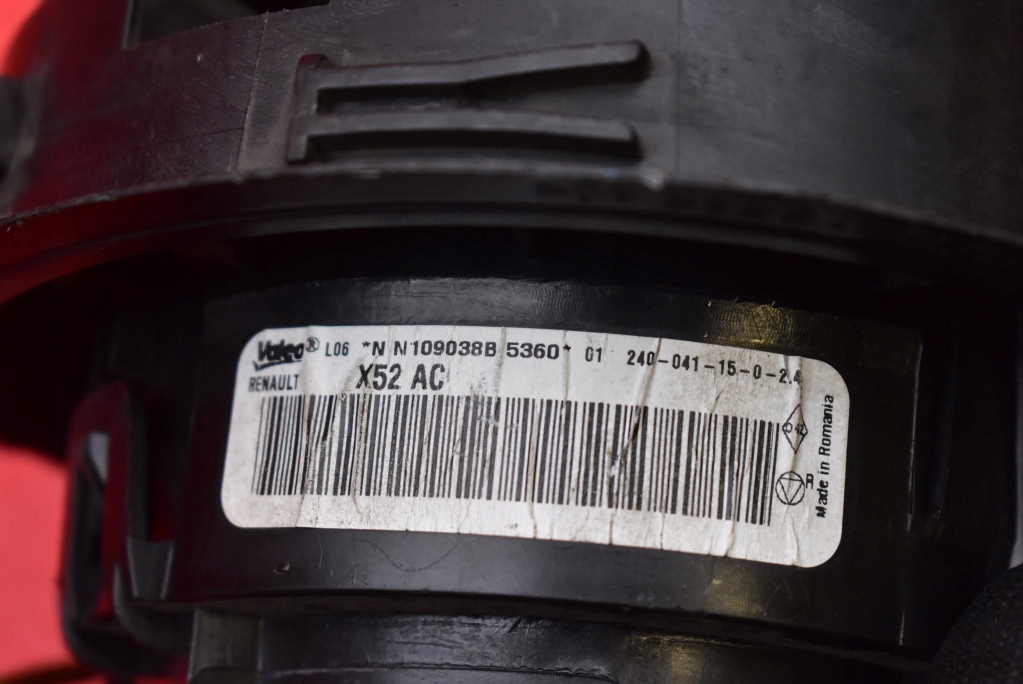 Valeo® L06 *N N109038B 5360* 01 240-041-15-0-2.4
RENAULT X52 AC
R
Made in Romania